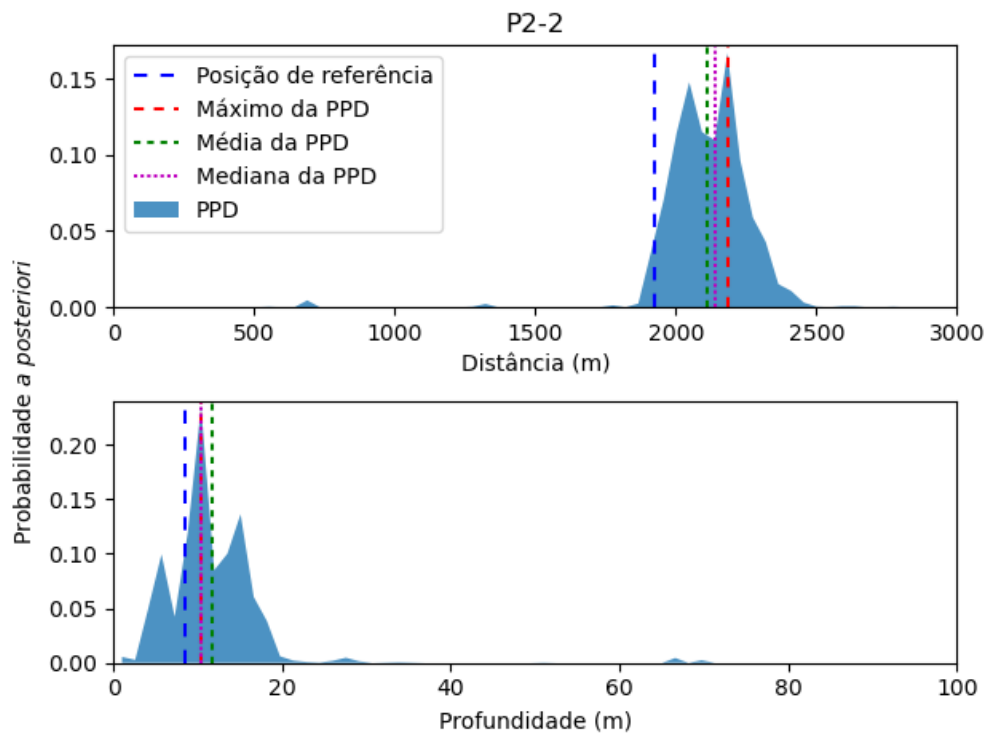 P2-2
0.15
0.10
0.05
0.00
Posição de referência
Máximo da PPD
Média da PPD
Mediana da PPD
PPD
0 500 1000 1500 2000 2500 3000
Distância (m)
Probabilidade a posteriori
0.20
0.15
0.10
0.05
0.00
0 20 40 60 80 100
Profundidade (m)